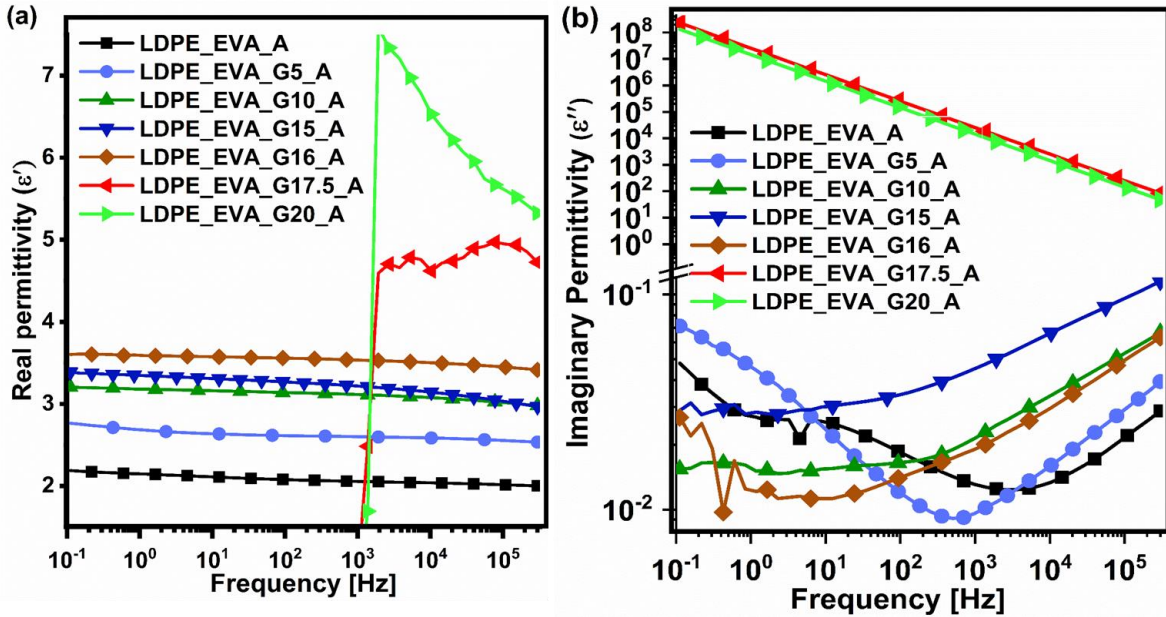 (a)
LDPE_EVA_A
LDPE_EVA_G5_A
LDPE_EVA_G10_A
LDPE_EVA_G15_A
LDPE_EVA_G16_A
LDPE_EVA_G17.5_A
LDPE_EVA_G20_A
Real permittivity (ε′)
7
6
5
4
3
2
10⁻¹ 10⁰ 10¹ 10² 10³ 10⁴ 10⁵
Frequency [Hz]
(b)
LDPE_EVA_A
LDPE_EVA_G5_A
LDPE_EVA_G10_A
LDPE_EVA_G15_A
LDPE_EVA_G16_A
LDPE_EVA_G17.5_A
LDPE_EVA_G20_A
Imaginary Permittivity (ε′′)
10⁸
10⁷
10⁶
10⁵
10⁴
10³
10²
10¹
10⁰
10⁻¹
10⁻²
10⁻¹ 10⁰ 10¹ 10² 10³ 10⁴ 10⁵
Frequency [Hz]